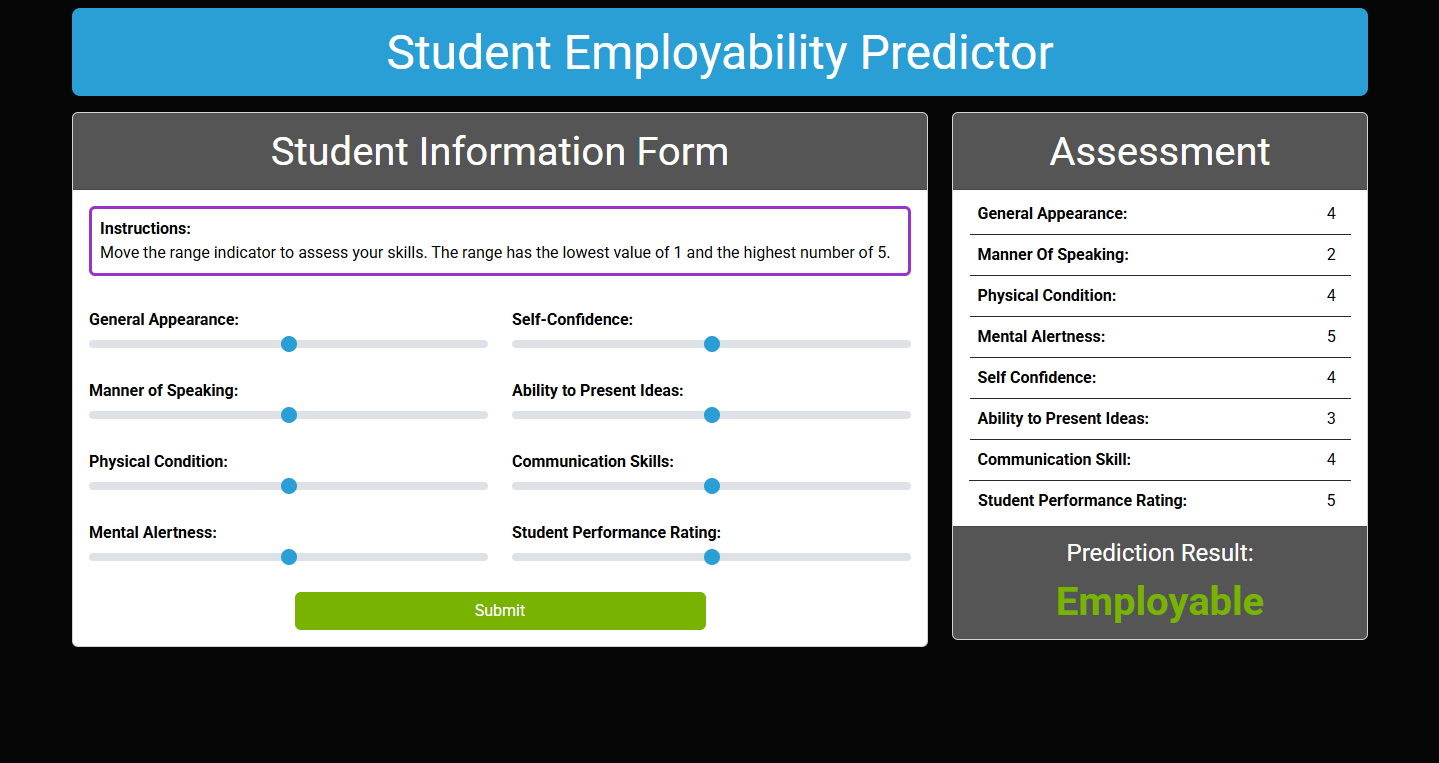 Student Employability Predictor
Student Information Form
Instructions:
Move the range indicator to assess your skills. The range has the lowest value of 1 and the highest number of 5.
General Appearance:
Self-Confidence:
Manner of Speaking:
Ability to Present Ideas:
Physical Condition:
Communication Skills:
Mental Alertness:
Student Performance Rating:
Submit
Assessment
General Appearance: 4
Manner Of Speaking: 2
Physical Condition: 4
Mental Alertness: 5
Self Confidence: 4
Ability to Present Ideas: 3
Communication Skill: 4
Student Performance Rating: 5
Prediction Result:
Employable